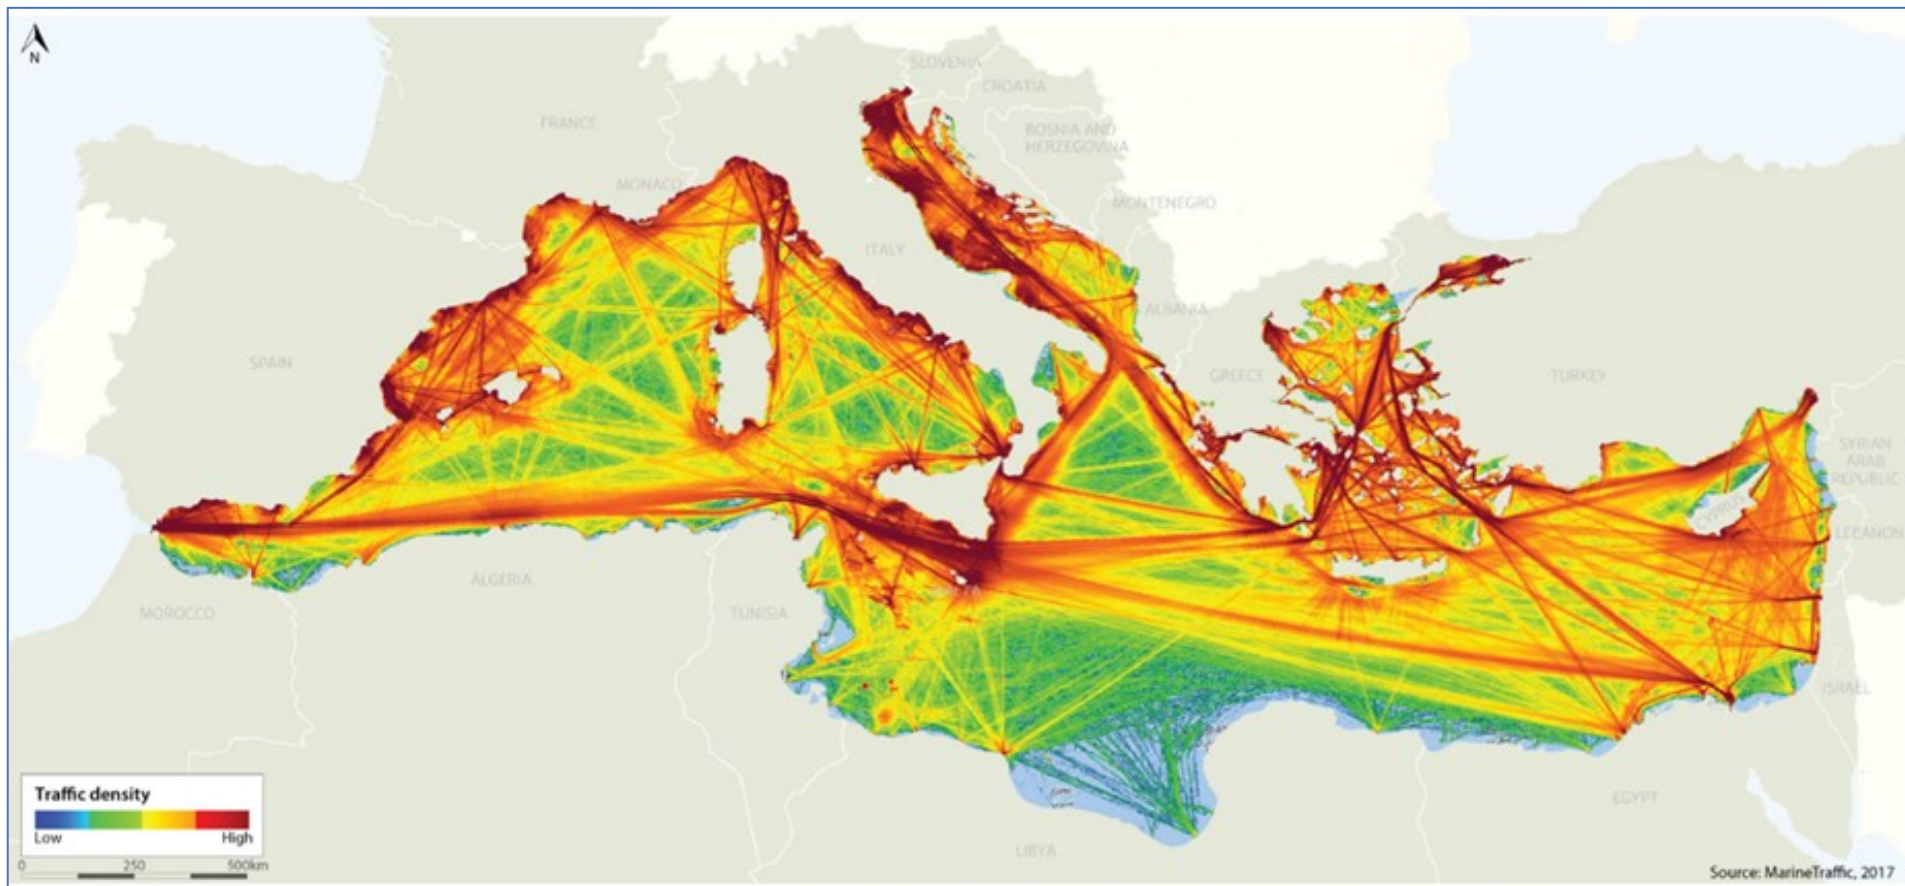 N
SLOVENIA
CROATIA
FRANCE
BOSNIA AND
HERZEGOVINA
MONACO
MONTENEGRO
ITALY
ALBANIA
SPAIN
GREECE
TURKEY
SYRIAN
ARAB
REPUBLIC
CYPRUS
LEBANON
ALGERIA
MOROCCO
TUNISIA
ISRAEL
EGYPT
LIBYA
Traffic density
Low High
0 250 500km
Source: MarineTraffic, 2017